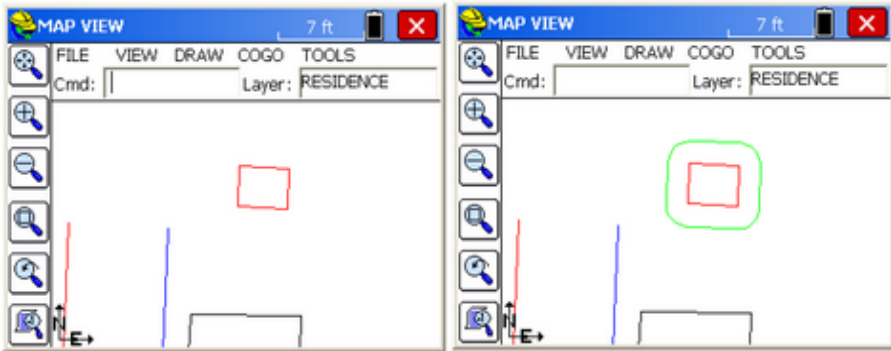 MAP VIEW 7 ft
FILE VIEW DRAW COGO TOOLS
Cmd: Layer: RESIDENCE
N
E
MAP VIEW 7 ft
FILE VIEW DRAW COGO TOOLS
Cmd: Layer: RESIDENCE
N
E